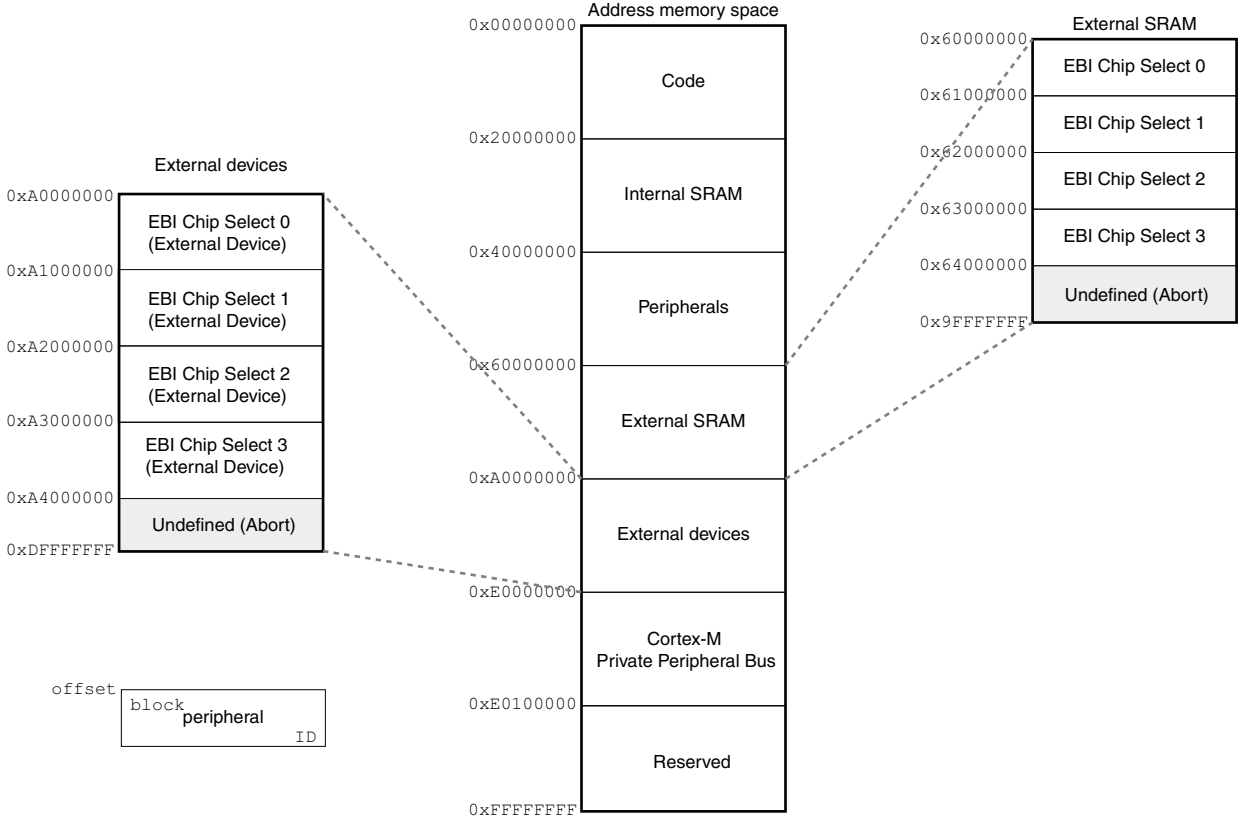 External devices
0xA0000000
EBI Chip Select 0
(External Device)
0xA1000000
EBI Chip Select 1
(External Device)
0xA2000000
EBI Chip Select 2
(External Device)
0xA3000000
EBI Chip Select 3
(External Device)
0xA4000000
Undefined (Abort)
0xDFFFFFFF
offset
block
peripheral
ID
Address memory space
0x00000000
Code
0x20000000
Internal SRAM
0x40000000
Peripherals
0x60000000
External SRAM
0xA0000000
External devices
0xE0000000
Cortex-M
Private Peripheral Bus
0xE0100000
Reserved
0xFFFFFFFF
External SRAM
0x60000000
EBI Chip Select 0
0x61000000
EBI Chip Select 1
0x62000000
EBI Chip Select 2
0x63000000
EBI Chip Select 3
0x64000000
Undefined (Abort)
0x9FFFFFFF